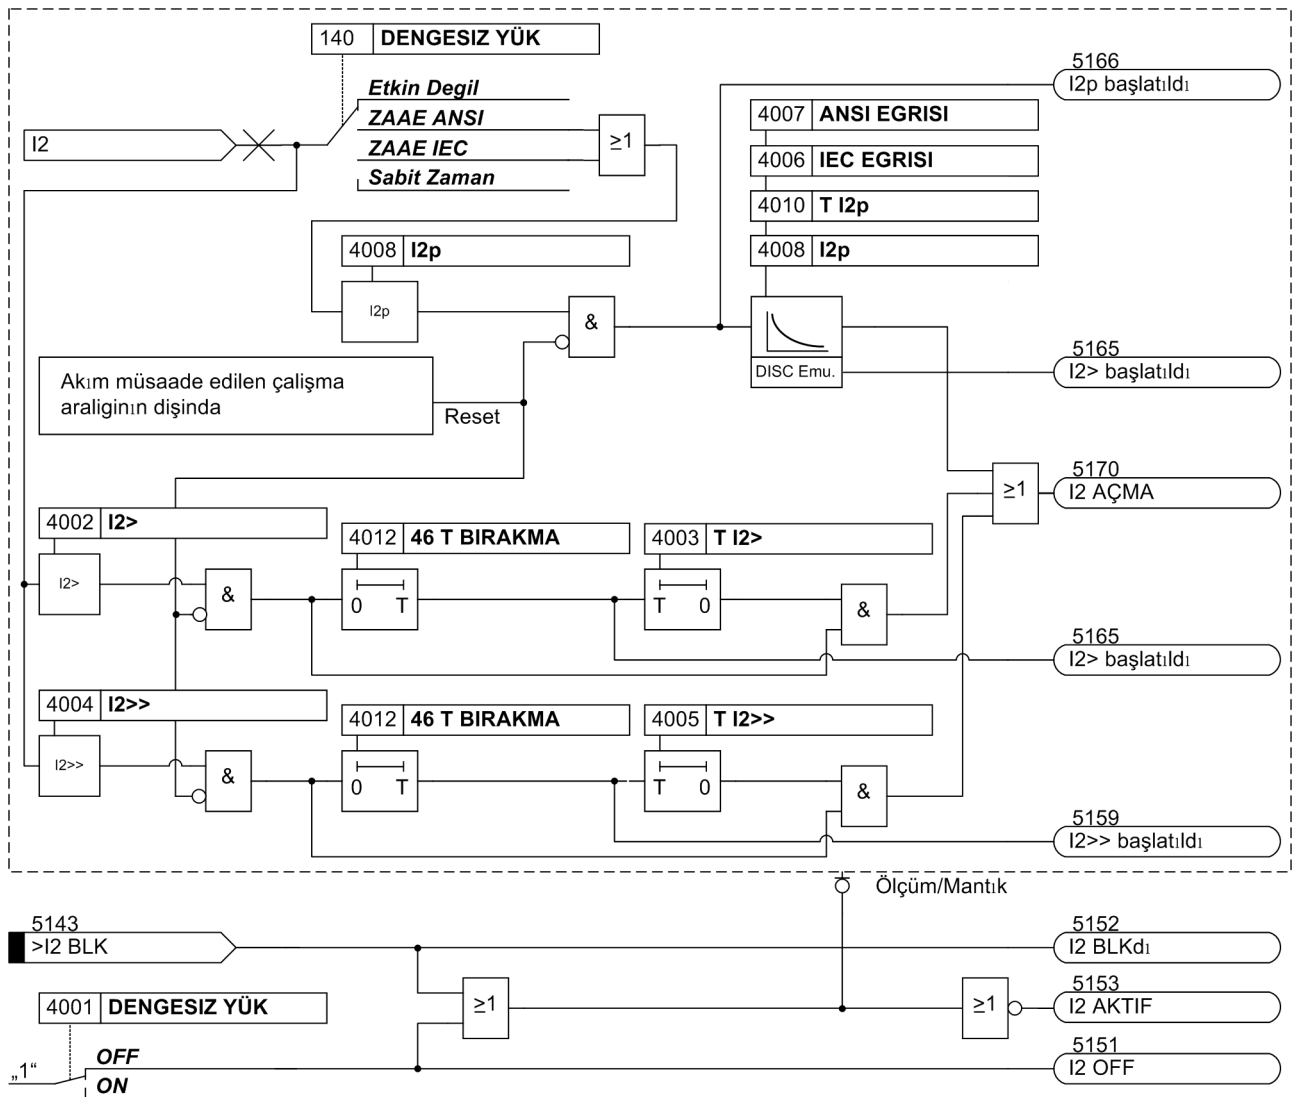 140 DENGESIZ YÜK
5166
I2p başlatıldı
Etkin Degil
ZAAE ANSI
ZAAE IEC
Sabit Zaman
I2
≥1
4007 ANSI EGRISI
4006 IEC EGRISI
4010 T I2p
4008 I2p
4008 I2p
I2p
&
DISC Emu.
5165
I2> başlatıldı
Akım müsaade edilen çalişma
araliginın dişinda
Reset
5170
I2 AÇMA
≥1
4002 I2>
4012 46 T BIRAKMA
4003 T I2>
I2>
&
0 T
T 0
&
5165
I2> başlatıldı
4004 I2>>
4012 46 T BIRAKMA
4005 T I2>>
I2>>
&
0 T
T 0
&
5159
I2>> başlatıldı
Ölçüm/Mantık
5143
>I2 BLK
5152
I2 BLKdı
4001 DENGESIZ YÜK
≥1
≥1
5153
I2 AKTIF
„1“
OFF
ON
5151
I2 OFF